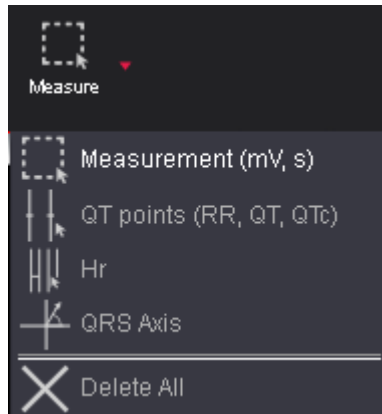 Measure
Measurement (mV, s)
QT points (RR, QT, QTc)
Hr
QRS Axis
Delete All